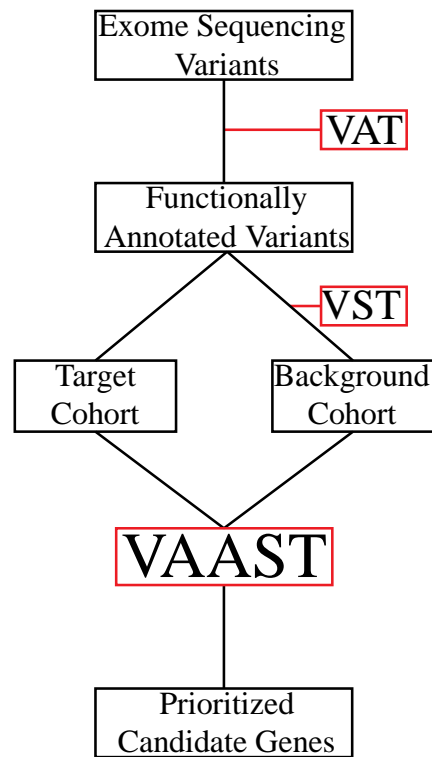 Exome Sequencing
Variants
VAT
Functionally
Annotated Variants
VST
Target
Cohort
Background
Cohort
VAAST
Prioritized
Candidate Genes